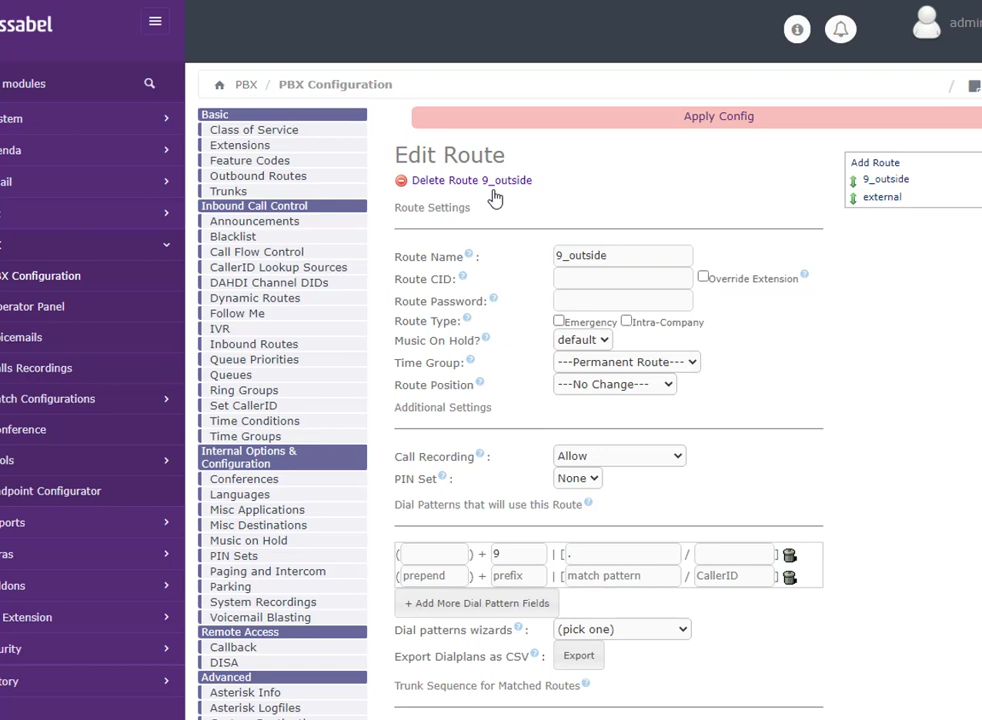 ssabel
admin
modules
stem
enda
ail
X
BX Configuration
perator Panel
oicemails
lls Recordings
tch Configurations
onference
ols
ndpoint Configurator
ports
ras
ddons
Extension
urity
tory
PBX / PBX Configuration /
Basic
Class of Service
Extensions
Feature Codes
Outbound Routes
Trunks
Inbound Call Control
Announcements
Blacklist
Call Flow Control
CallerID Lookup Sources
DAHDI Channel DIDs
Dynamic Routes
Follow Me
IVR
Inbound Routes
Queue Priorities
Queues
Ring Groups
Set CallerID
Time Conditions
Time Groups
Internal Options &
Configuration
Conferences
Languages
Misc Applications
Misc Destinations
Music on Hold
PIN Sets
Paging and Intercom
Parking
System Recordings
Voicemail Blasting
Remote Access
Callback
DISA
Advanced
Asterisk Info
Asterisk Logfiles
Apply Config
Edit Route
Delete Route 9_outside
Route Settings
Route Name? : 9_outside
Route CID: ? Override Extension ?
Route Password: ?
Route Type: ? Emergency Intra-Company
Music On Hold? ? default
Time Group: ? ---Permanent Route---
Route Position ? ---No Change---
Additional Settings
Call Recording ? : Allow
PIN Set ? : None
Dial Patterns that will use this Route ?
( ) + 9 | [ . / ]
( prepend ) + prefix | [ match pattern / CallerID ]
+ Add More Dial Pattern Fields
Dial patterns wizards ? : (pick one)
Export Dialplans as CSV ? : Export
Trunk Sequence for Matched Routes ?
Add Route
9_outside
external